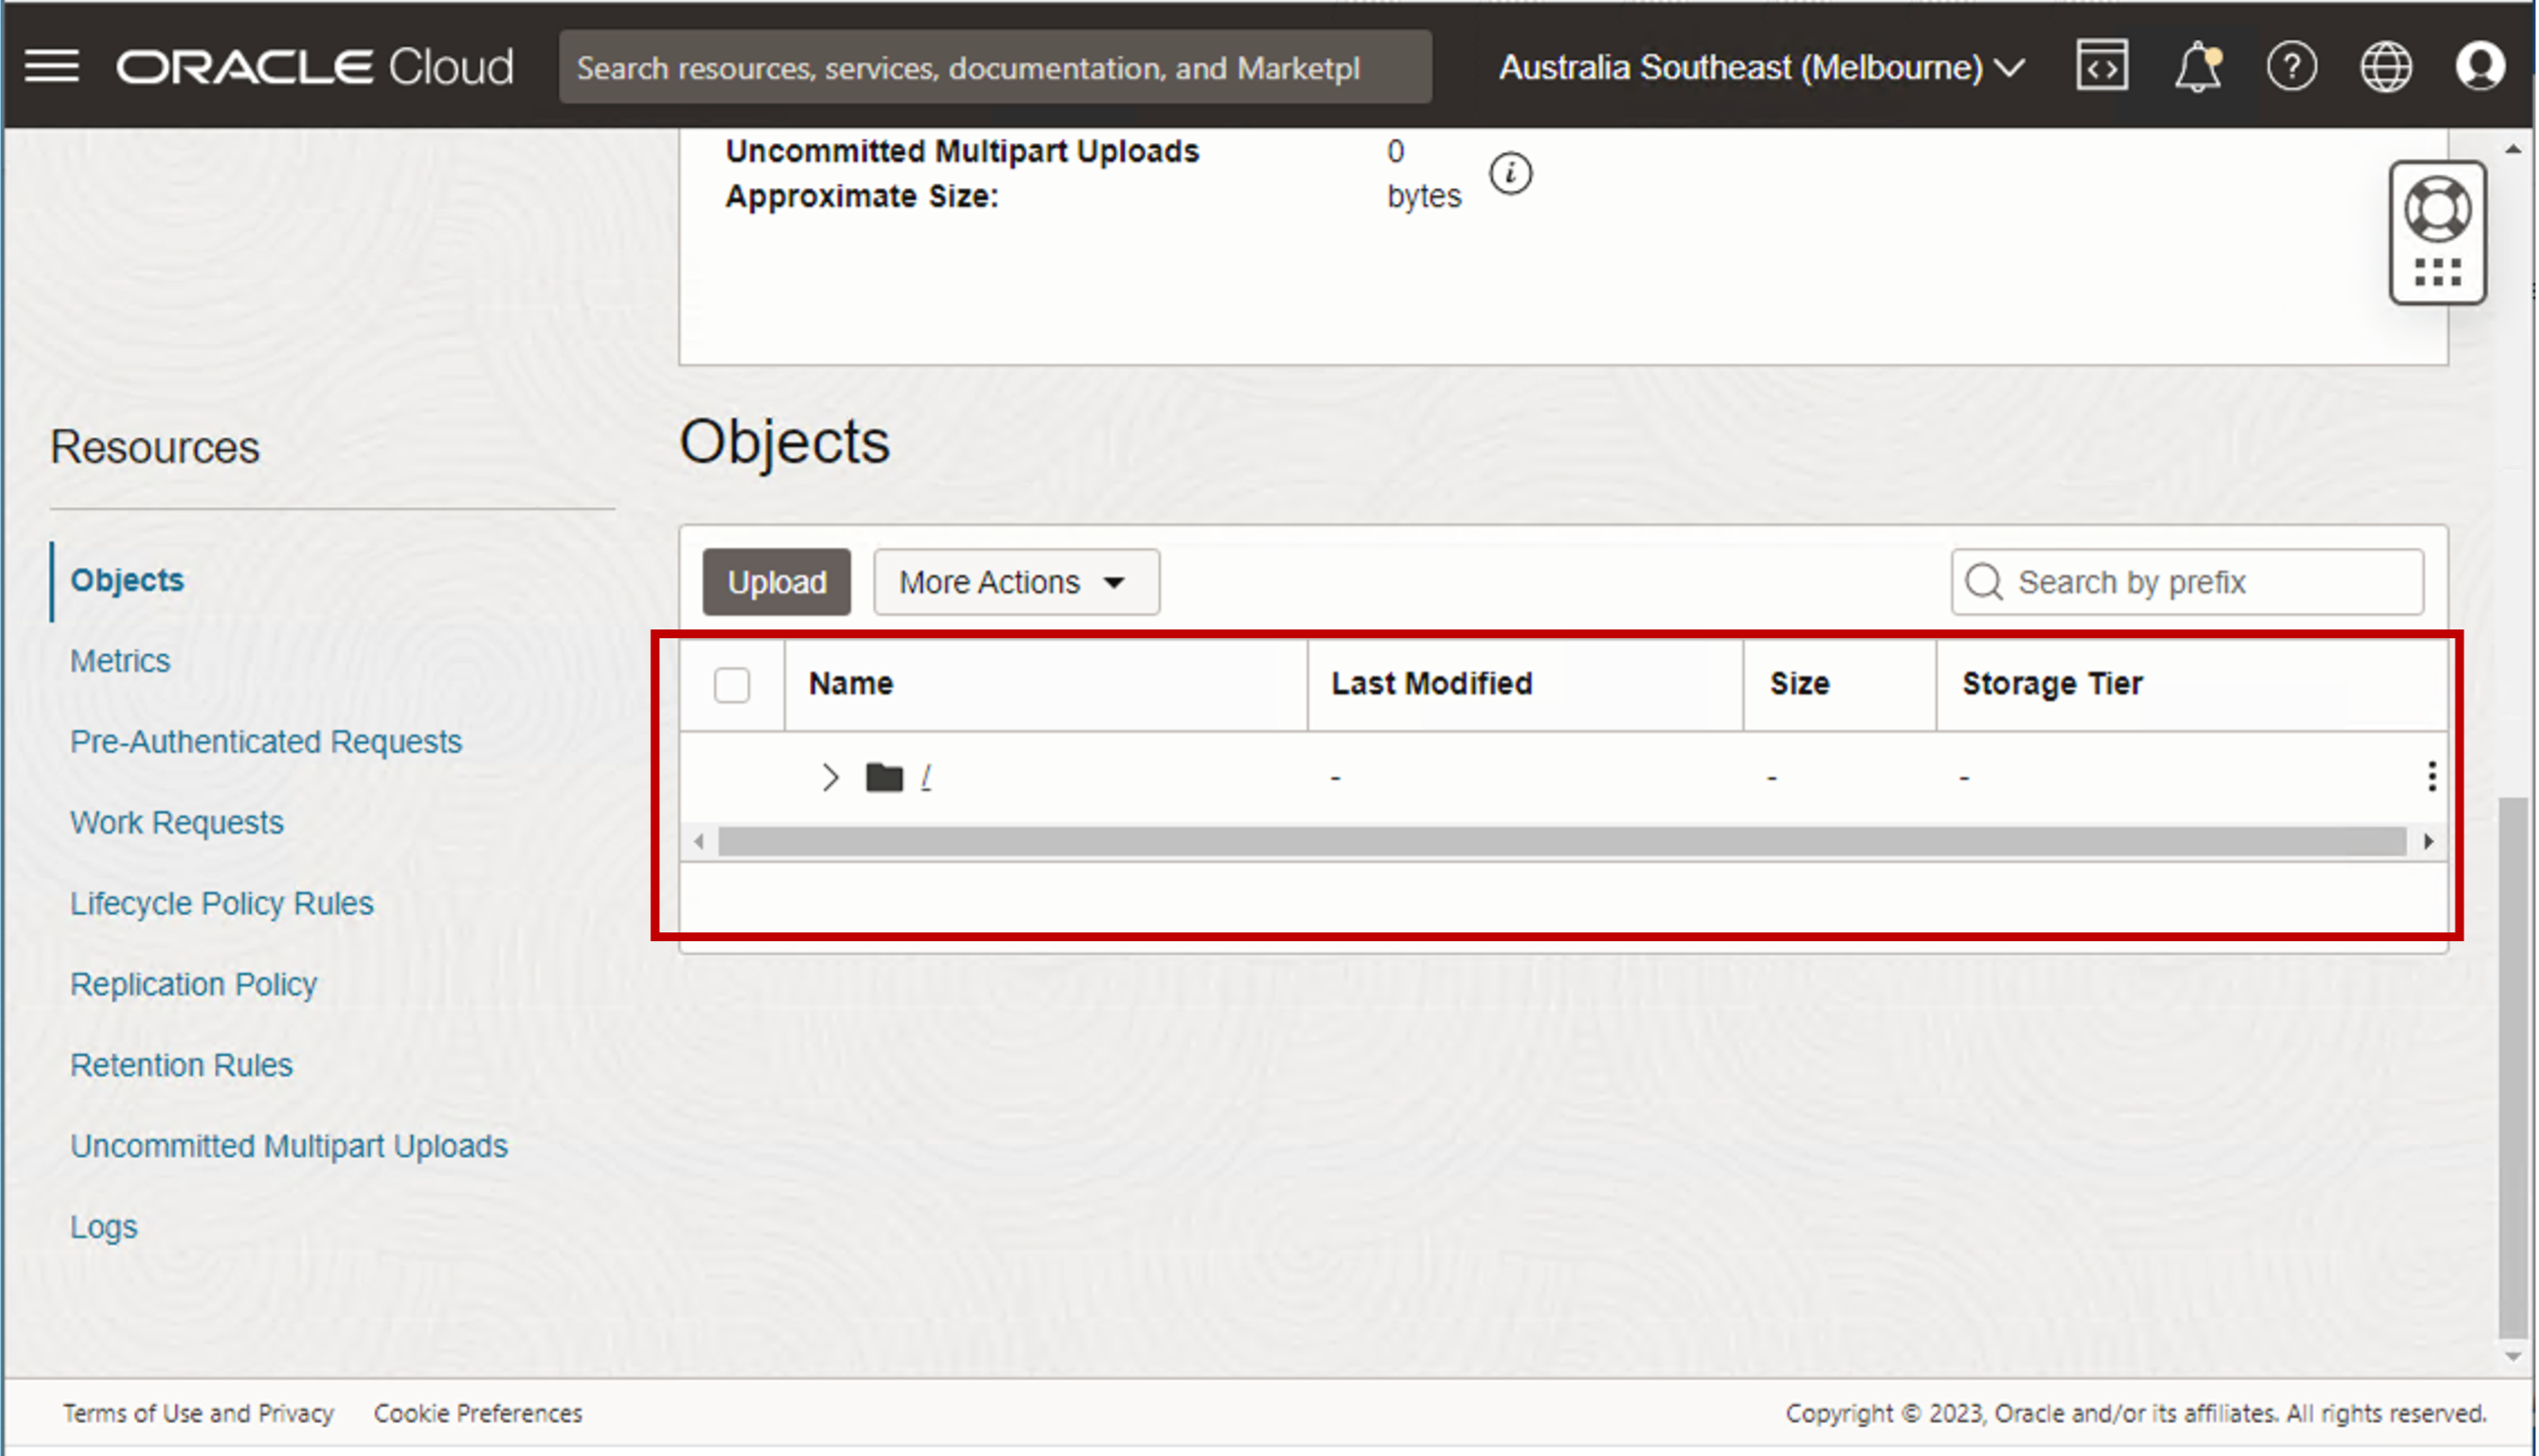 ORACLE Cloud
Search resources, services, documentation, and Marketpl
Australia Southeast (Melbourne)
Uncommitted Multipart Uploads
Approximate Size:
0
bytes
Resources
Objects
Metrics
Pre-Authenticated Requests
Work Requests
Lifecycle Policy Rules
Replication Policy
Retention Rules
Uncommitted Multipart Uploads
Logs
Objects
Upload More Actions Search by prefix
Name Last Modified Size Storage Tier
/ - - -
Terms of Use and Privacy Cookie Preferences Copyright © 2023, Oracle and/or its affiliates. All rights reserved.